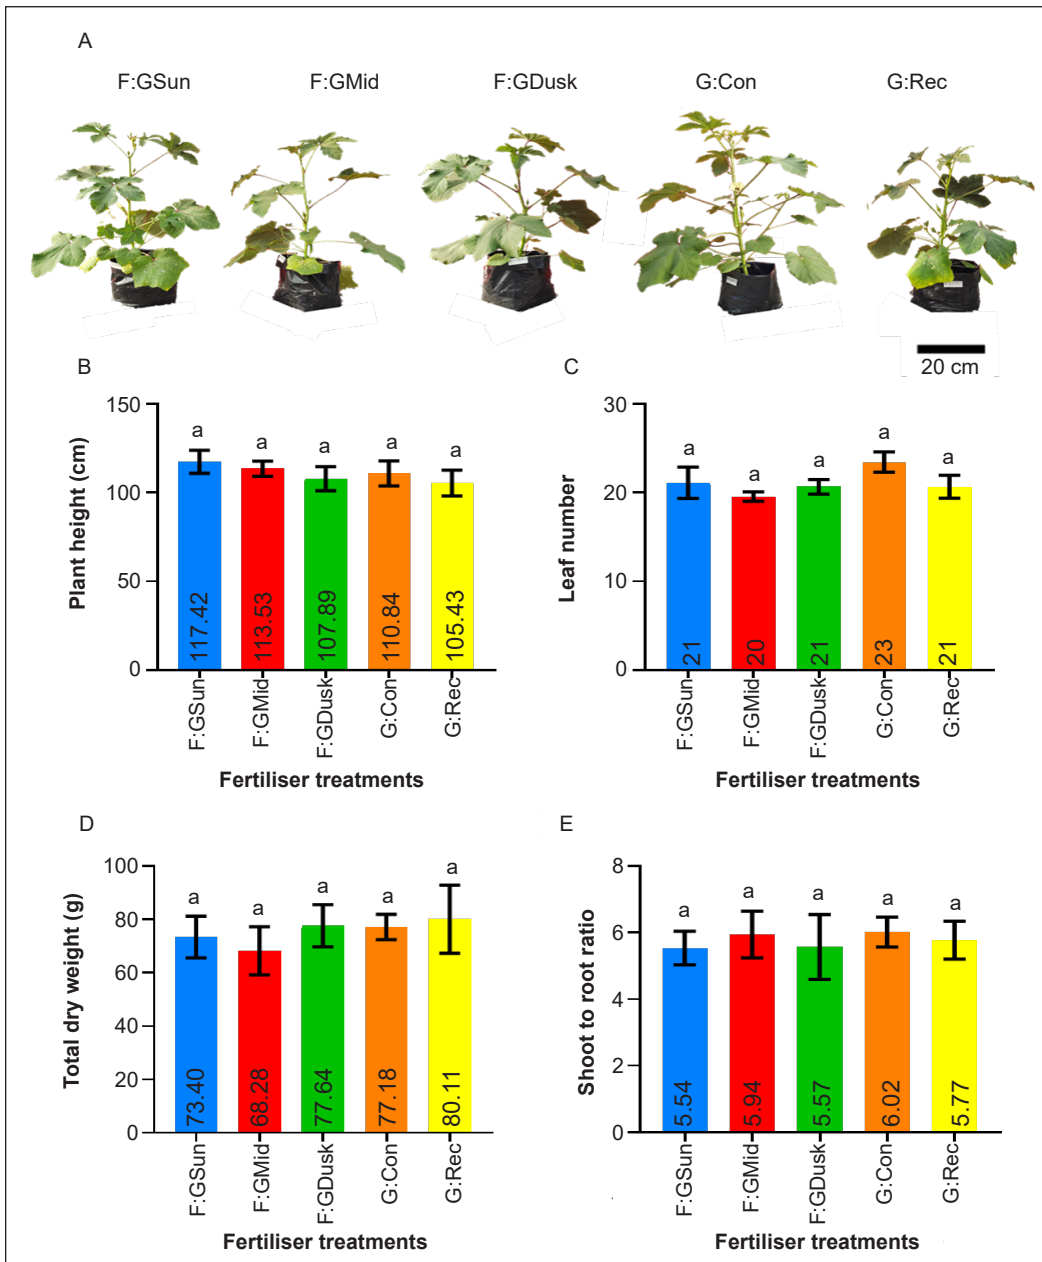 A
F:GSun F:GMid F:GDusk G:Con G:Rec
20 cm
B
Plant height (cm)
150
100
50
0
a a a a a
117.42 113.53 107.89 110.84 105.43
F:GSun F:GMid F:GDusk G:Con G:Rec
Fertiliser treatments
C
Leaf number
30
20
10
0
a a a a a
21 20 21 23 21
F:GSun F:GMid F:GDusk G:Con G:Rec
Fertiliser treatments
D
Total dry weight (g)
100
80
60
40
20
0
a a a a a
73.40 68.28 77.64 77.18 80.11
F:GSun F:GMid F:GDusk G:Con G:Rec
Fertiliser treatments
E
Shoot to root ratio
8
6
4
2
0
a a a a a
5.54 5.94 5.57 6.02 5.77
F:GSun F:GMid F:GDusk G:Con G:Rec
Fertiliser treatments